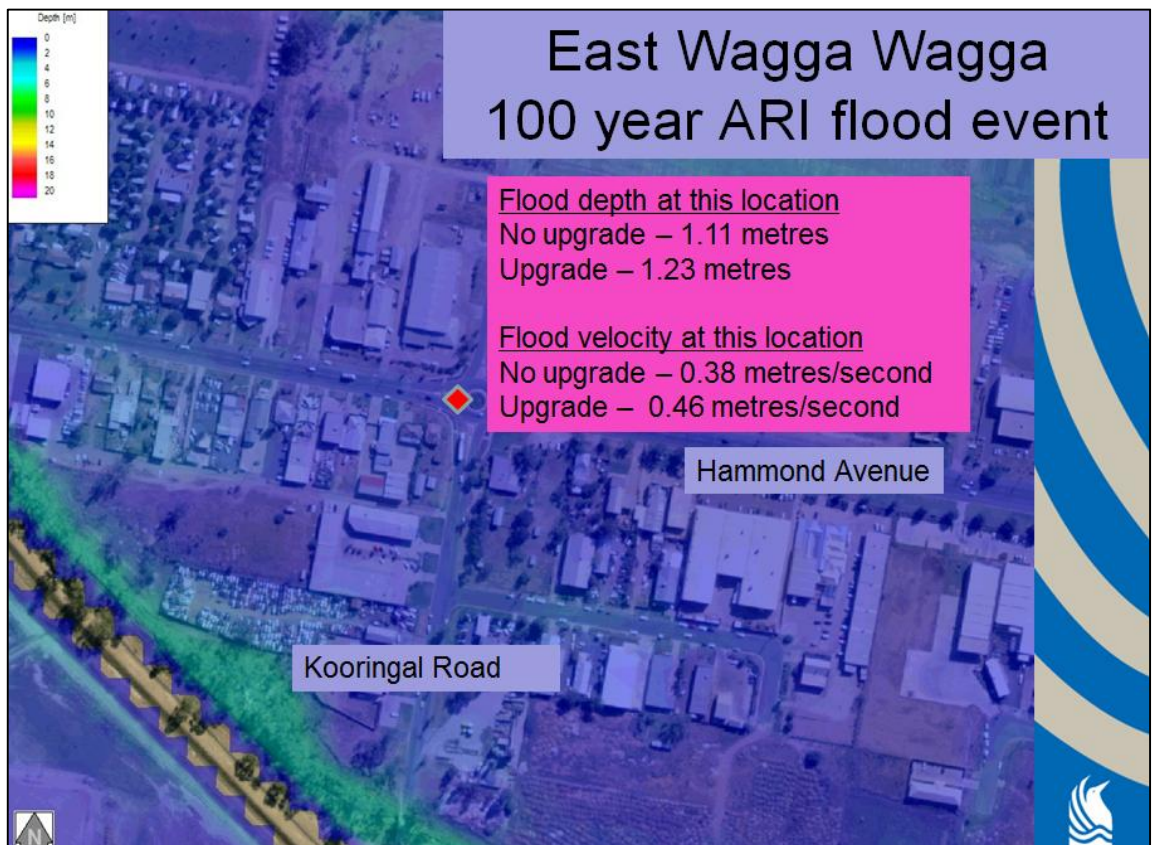 Depth [m]
0
2
4
6
8
10
12
14
16
18
20
East Wagga Wagga
100 year ARI flood event
Flood depth at this location
No upgrade – 1.11 metres
Upgrade – 1.23 metres
Flood velocity at this location
No upgrade – 0.38 metres/second
Upgrade – 0.46 metres/second
Hammond Avenue
Kooringal Road
N